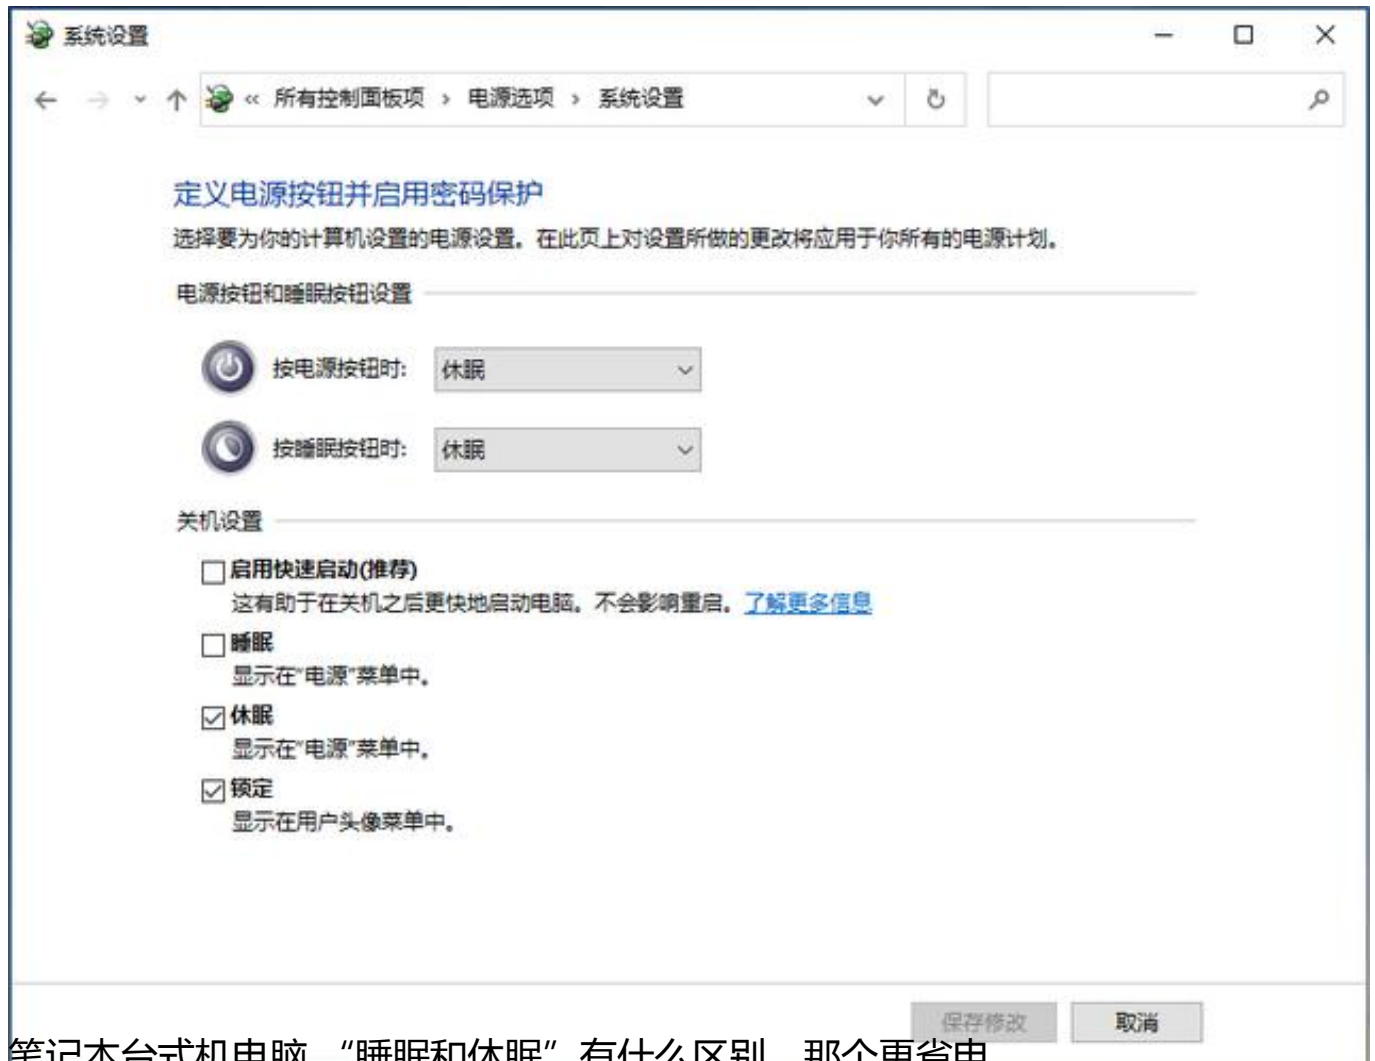 系统设置
« 所有控制面板项 › 电源选项 › 系统设置
定义电源按钮并启用密码保护
选择要为你的计算机设置的电源设置。在此页上对设置所做的更改将应用于你所有的电源计划。
电源按钮和睡眠按钮设置
按电源按钮时: 休眠
按睡眠按钮时: 休眠
关机设置
启用快速启动(推荐)
这有助于在关机之后更快地启动电脑。不会影响重启。了解更多信息
睡眠
显示在"电源"菜单中。
休眠
显示在"电源"菜单中。
锁定
显示在用户头像菜单中。
保存修改 取消
笔记本台式机电脑 “睡眠和休眠”有什么区别 那个更省电